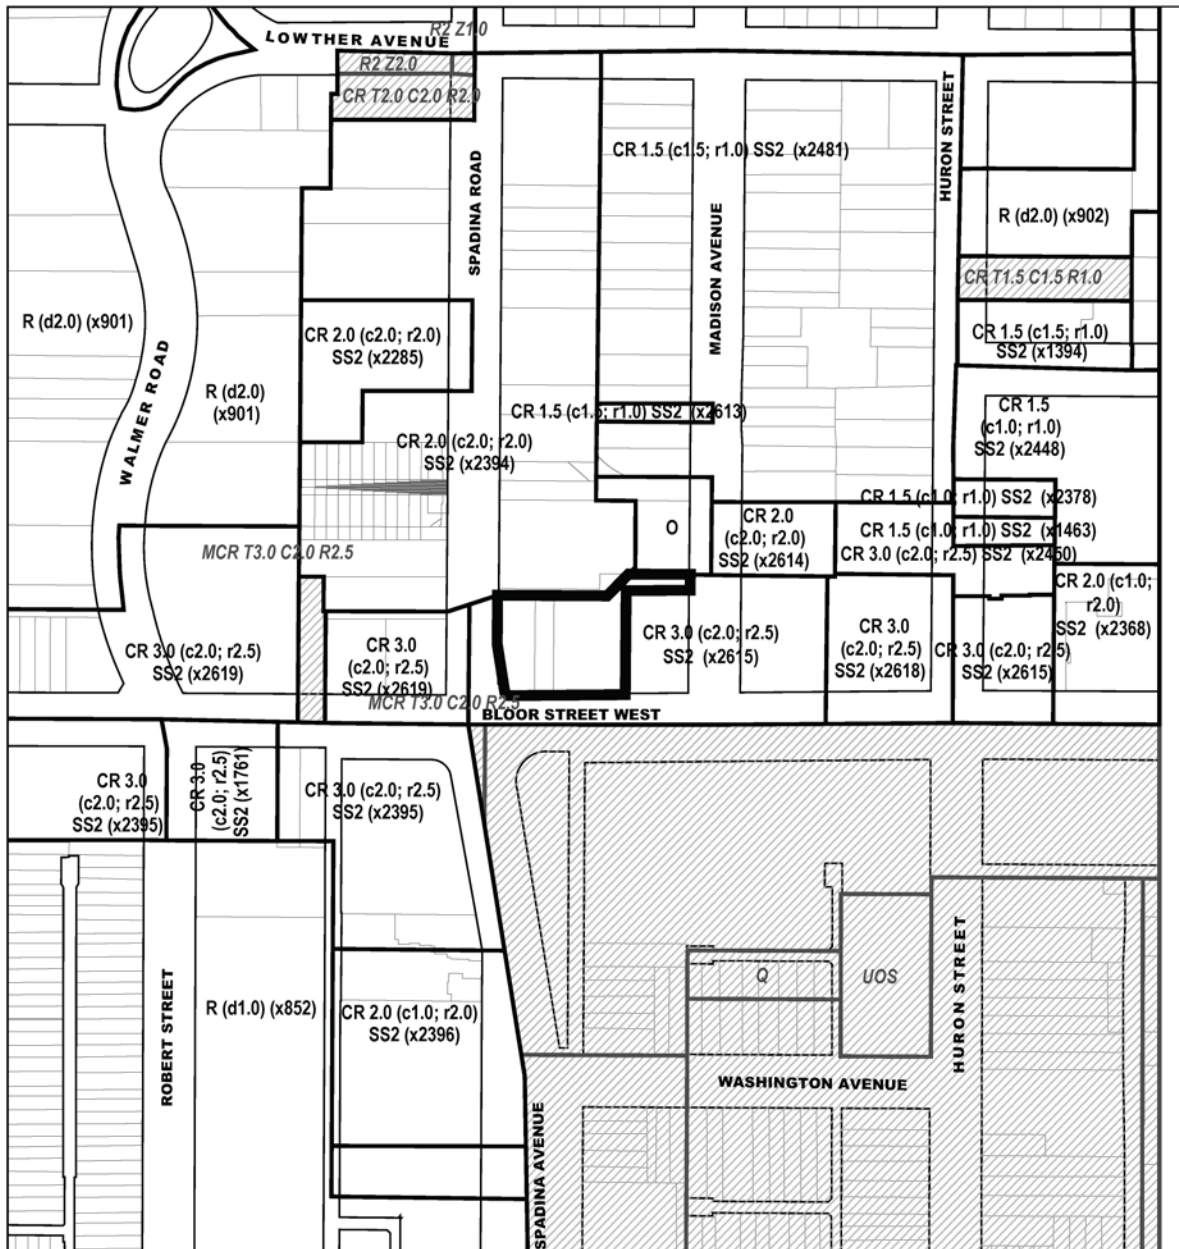 R2 Z1.0
LOWTHER AVENUE
R2 Z2.0
CR T2.0 C2.0 R2.0
CR 1.5 (c1.5; r1.0) SS2 (x2481)
HURON STREET
SPADINA ROAD
MADISON AVENUE
R (d2.0) (x902)
CR T1.5 C1.5 R1.0
R (d2.0) (x901)
CR 2.0 (c2.0; r2.0)
SS2 (x2285)
CR 1.5 (c1.5; r1.0)
SS2 (x1394)
WALMER ROAD
R (d2.0)
(x901)
CR 1.5 (c1.5; r1.0) SS2 (x2613)
CR 1.5
(c1.0; r1.0)
SS2 (x2448)
CR 2.0 (c2.0; r2.0)
SS2 (x2394)
CR 1.5 (c1.0; r1.0) SS2 (x2378)
O
CR 2.0
(c2.0; r2.0)
SS2 (x2614)
CR 1.5 (c1.0; r1.0) SS2 (x1463)
CR 3.0 (c2.0; r2.5) SS2 (x2450)
MCR T3.0 C2.0 R2.5
CR 2.0 (c1.0;
r2.0)
SS2 (x2368)
CR 3.0 (c2.0; r2.5)
SS2 (x2619)
CR 3.0
(c2.0; r2.5)
SS2 (x2619)
CR 3.0 (c2.0; r2.5)
SS2 (x2615)
CR 3.0
(c2.0; r2.5)
SS2 (x2618)
CR 3.0 (c2.0; r2.5)
SS2 (x2615)
MCR T3.0 C2.0 R2.5
BLOOR STREET WEST
CR 3.0
(c2.0; r2.5)
SS2 (x2395)
CR 3.0
(c2.0; r2.5)
SS2 (x1761)
CR 3.0 (c2.0; r2.5)
SS2 (x2395)
Q
UOS
HURON STREET
ROBERT STREET
R (d1.0) (x852)
CR 2.0 (c1.0; r2.0)
SS2 (x2396)
WASHINGTON AVENUE
SPADINA AVENUE